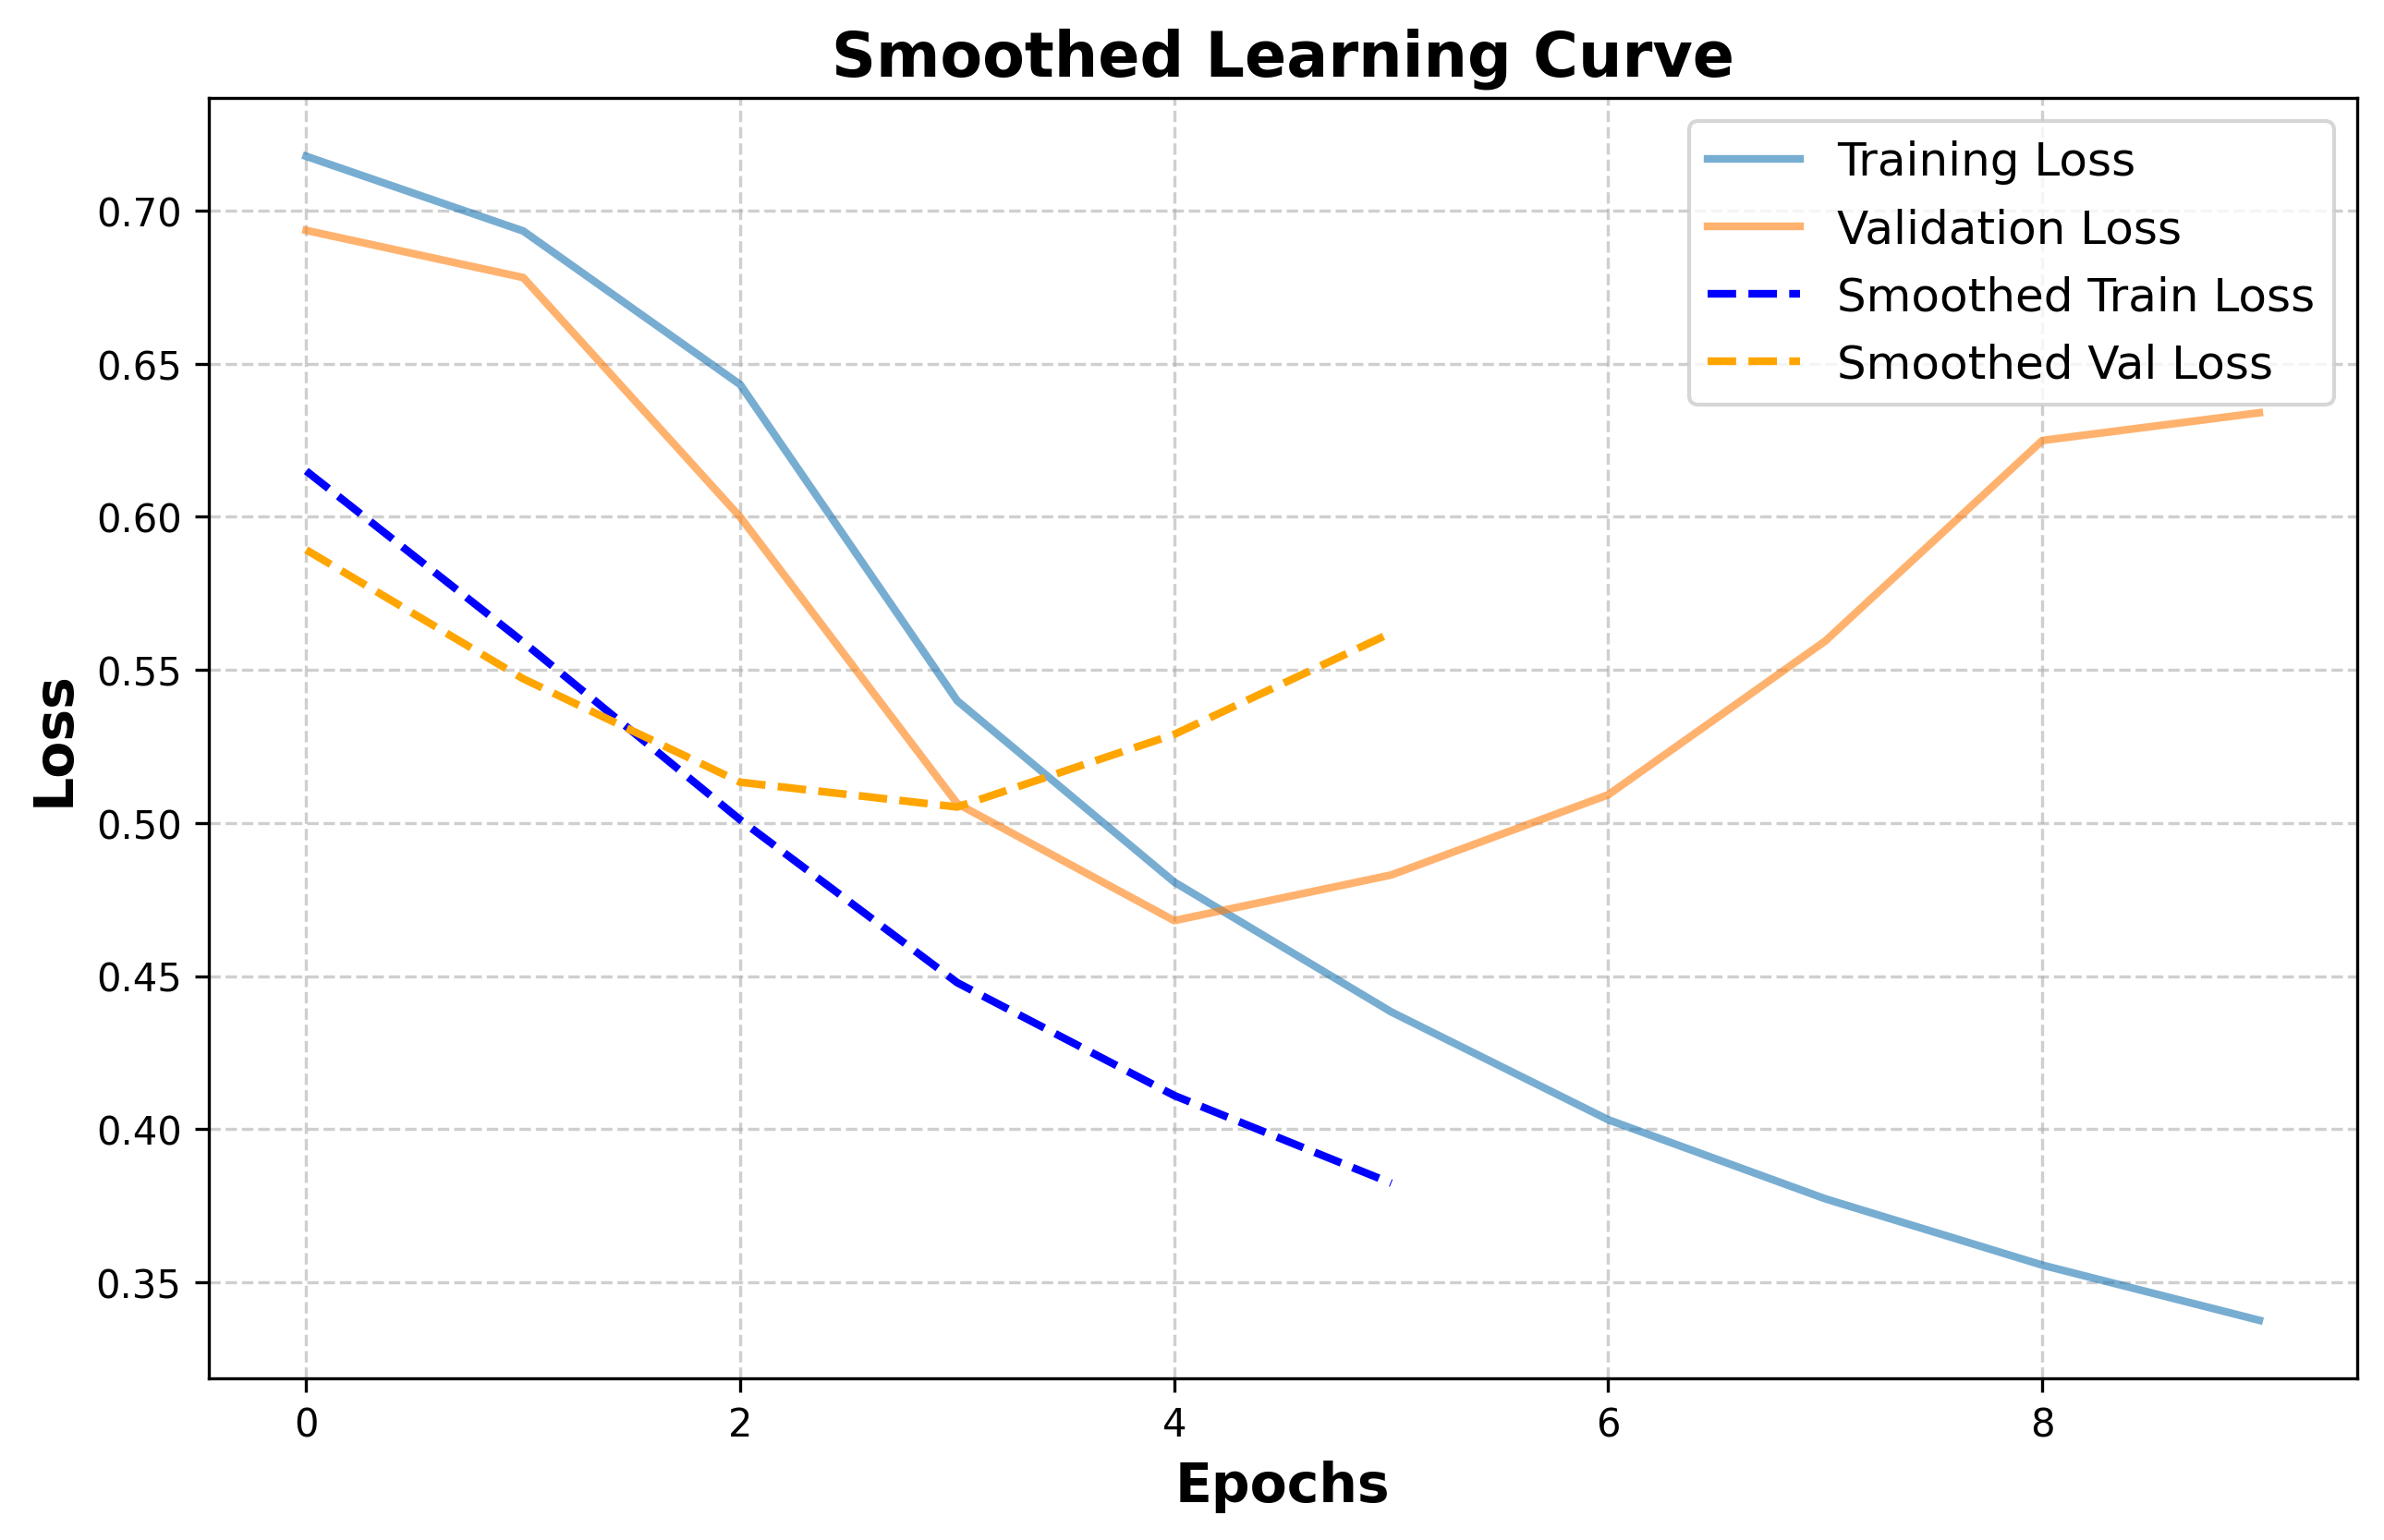 Smoothed Learning Curve
Training Loss
Validation Loss
Smoothed Train Loss
Smoothed Val Loss
0.70
0.65
0.60
0.55
0.50
0.45
0.40
0.35
Loss
0 2 4 6 8
Epochs